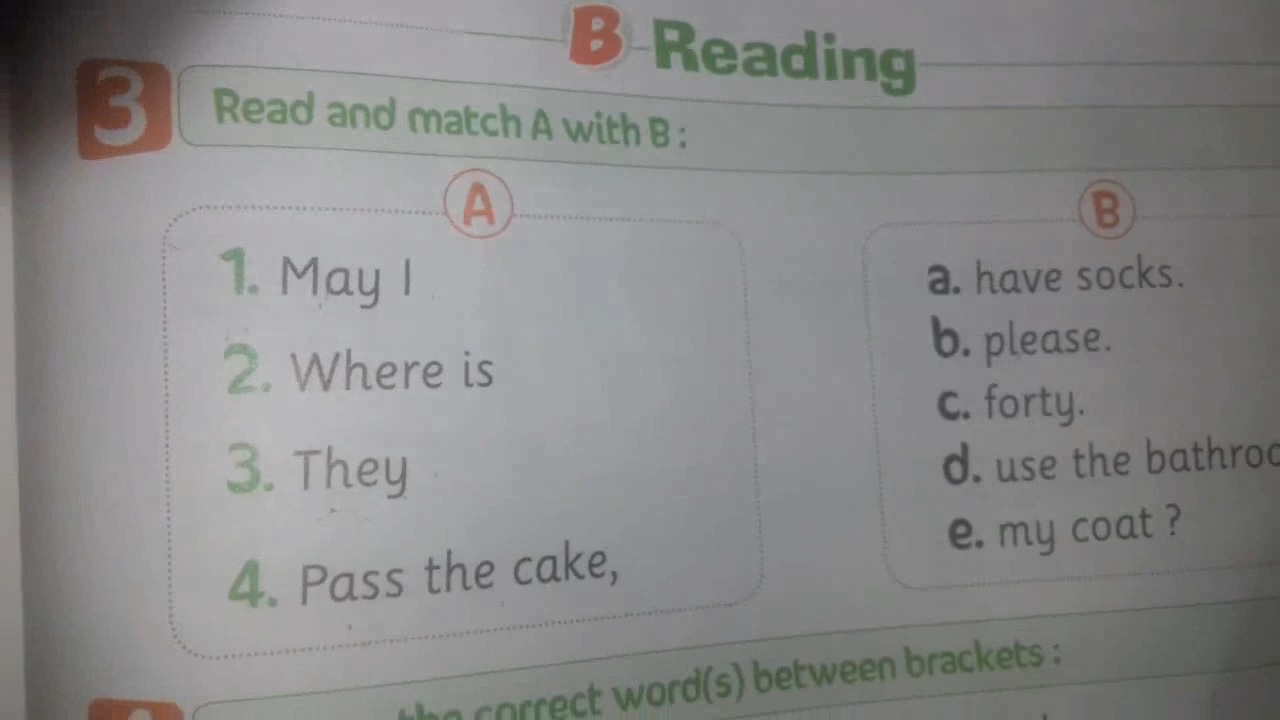 B Reading
3 Read and match A with B :
A
1. May I
2. Where is
3. They
4. Pass the cake,
B
a. have socks.
b. please.
c. forty.
d. use the
e. my coat ?
the correct word(s) between brackets :